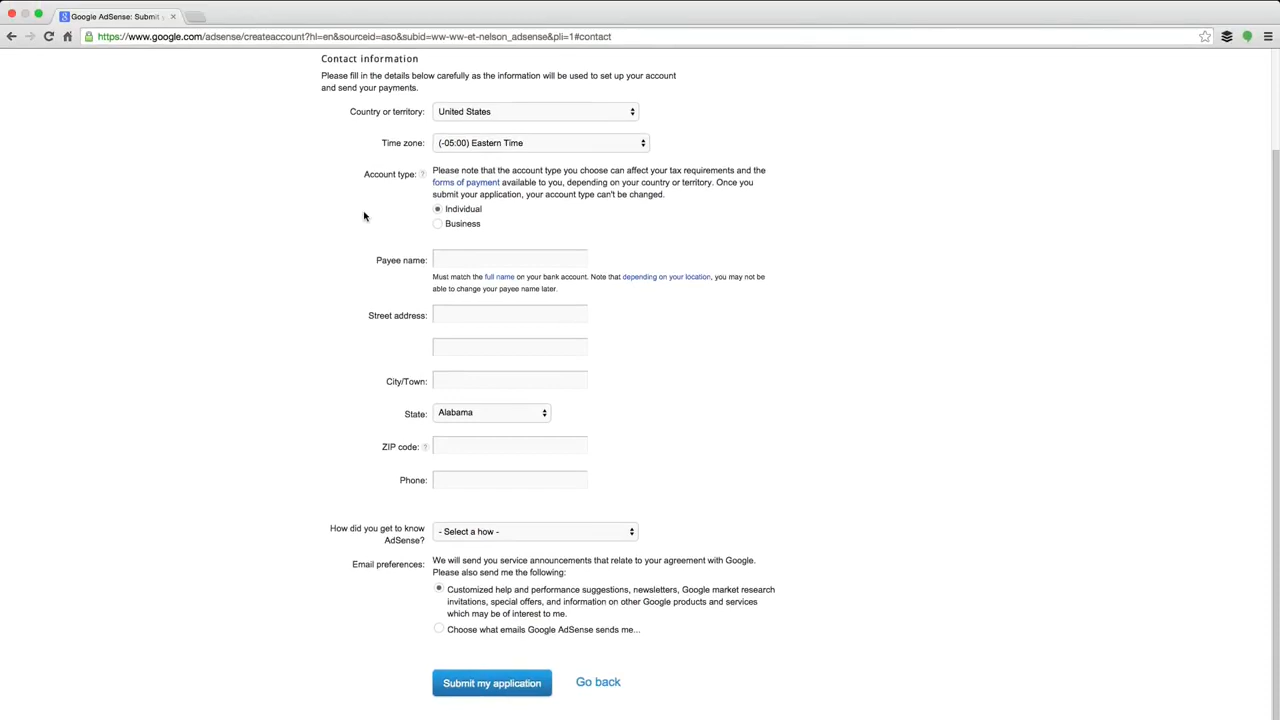 Google AdSense: Submit
https://www.google.com/adsense/createaccount?hl=en&sourceid=aso&subid=ww-ww-et-nelson_adsense&pli=1#contact
Contact information
Please fill in the details below carefully as the information will be used to set up your account
and send your payments.
Country or territory: United States
Time zone: (-05:00) Eastern Time
Account type: ? Please note that the account type you choose can affect your tax requirements and the
forms of payment available to you, depending on your country or territory. Once you
submit your application, your account type can't be changed.
Individual
Business
Payee name:
Must match the full name on your bank account. Note that depending on your location, you may not be
able to change your payee name later.
Street address:
City/Town:
State: Alabama
ZIP code: ?
Phone:
How did you get to know
AdSense?
- Select a how -
Email preferences: We will send you service announcements that relate to your agreement with Google.
Please also send me the following:
Customized help and performance suggestions, newsletters, Google market research
invitations, special offers, and information on other Google products and services
which may be of interest to me.
Choose what emails Google AdSense sends me...
Submit my application Go back